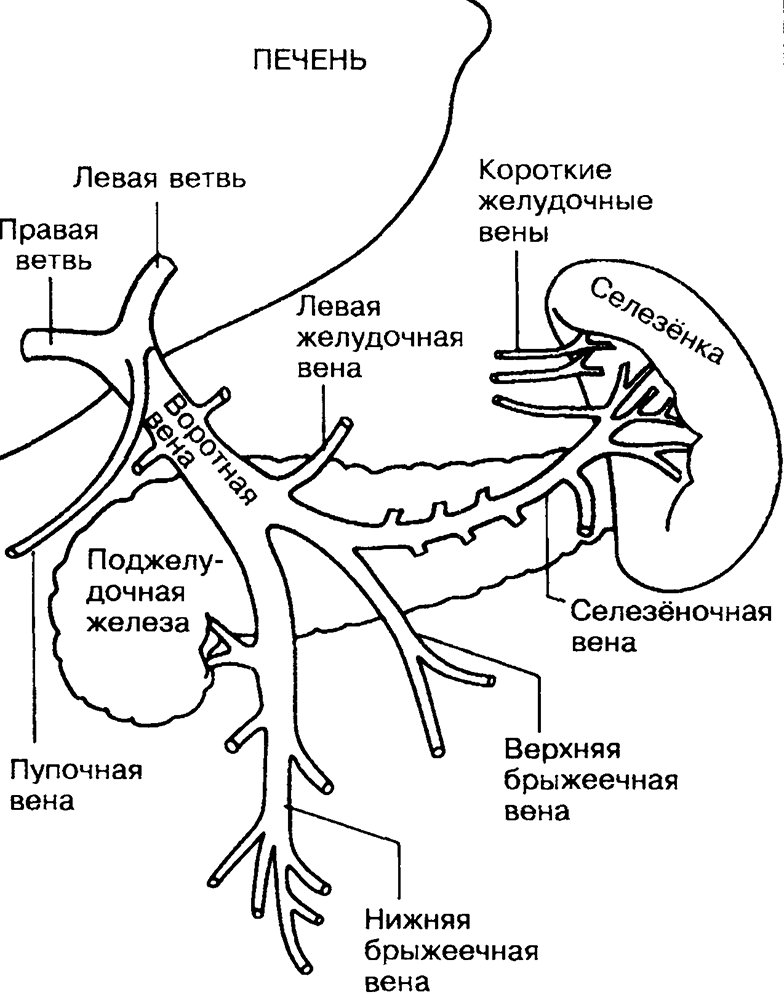 ПЕЧЕНЬ
Левая ветвь
Правая
ветвь
Короткие
желудочные
вены
Селезёнка
Левая
желудочная
вена
Воротная
вена
Поджелу-
дочная
железа
Селезёночная
вена
Пупочная
вена
Верхняя
брыжеечная
вена
Нижняя
брыжеечная
вена